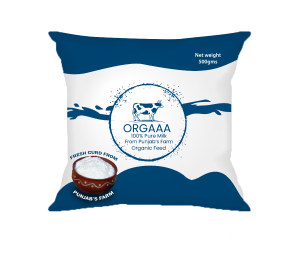 Net weight
500gms
ORGAAA
100% Pure Milk
From Punjab's Farm
Organic Feed
FRESH CURD FROM
PUNJAB'S FARM